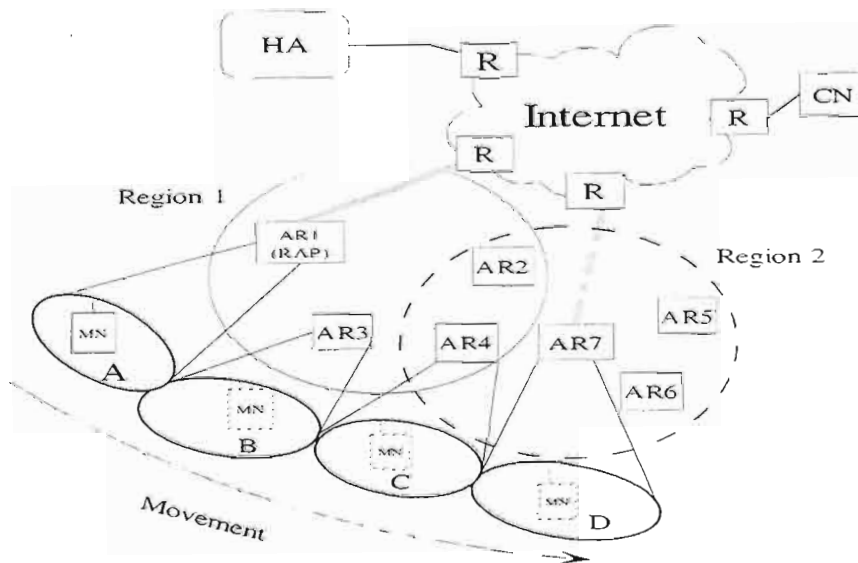 HA
R
CN
Internet
R
R
R
Region 1
AR1
(RAP)
AR2
Region 2
AR5
MN
AR3
AR4
AR7
A
AR6
MN
B
MN
C
MN
D
Movement